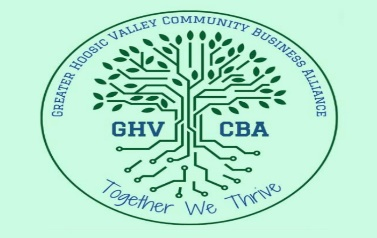 Greater Hoosic Valley Community Business Alliance
GHV CBA
Together We Thrive